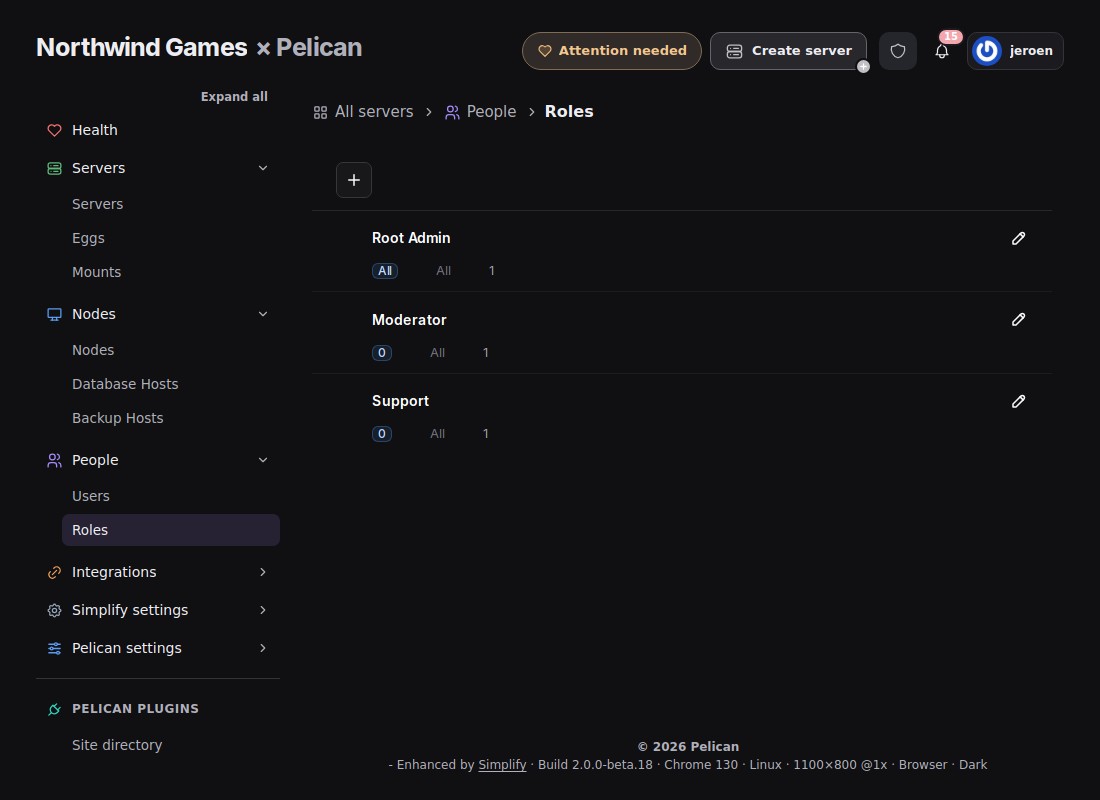 Northwind Games × Pelican
Attention needed
Create server
15
jeroen
Expand all
Health
Servers
Servers
Eggs
Mounts
Nodes
Nodes
Database Hosts
Backup Hosts
People
Users
Roles
Integrations
Simplify settings
Pelican settings
PELICAN PLUGINS
Site directory
All servers > People > Roles
Root Admin
All All 1
Moderator
0 All 1
Support
0 All 1
© 2026 Pelican
- Enhanced by Simplify · Build 2.0.0-beta.18 · Chrome 130 · Linux · 1100×800 @1x · Browser · Dark